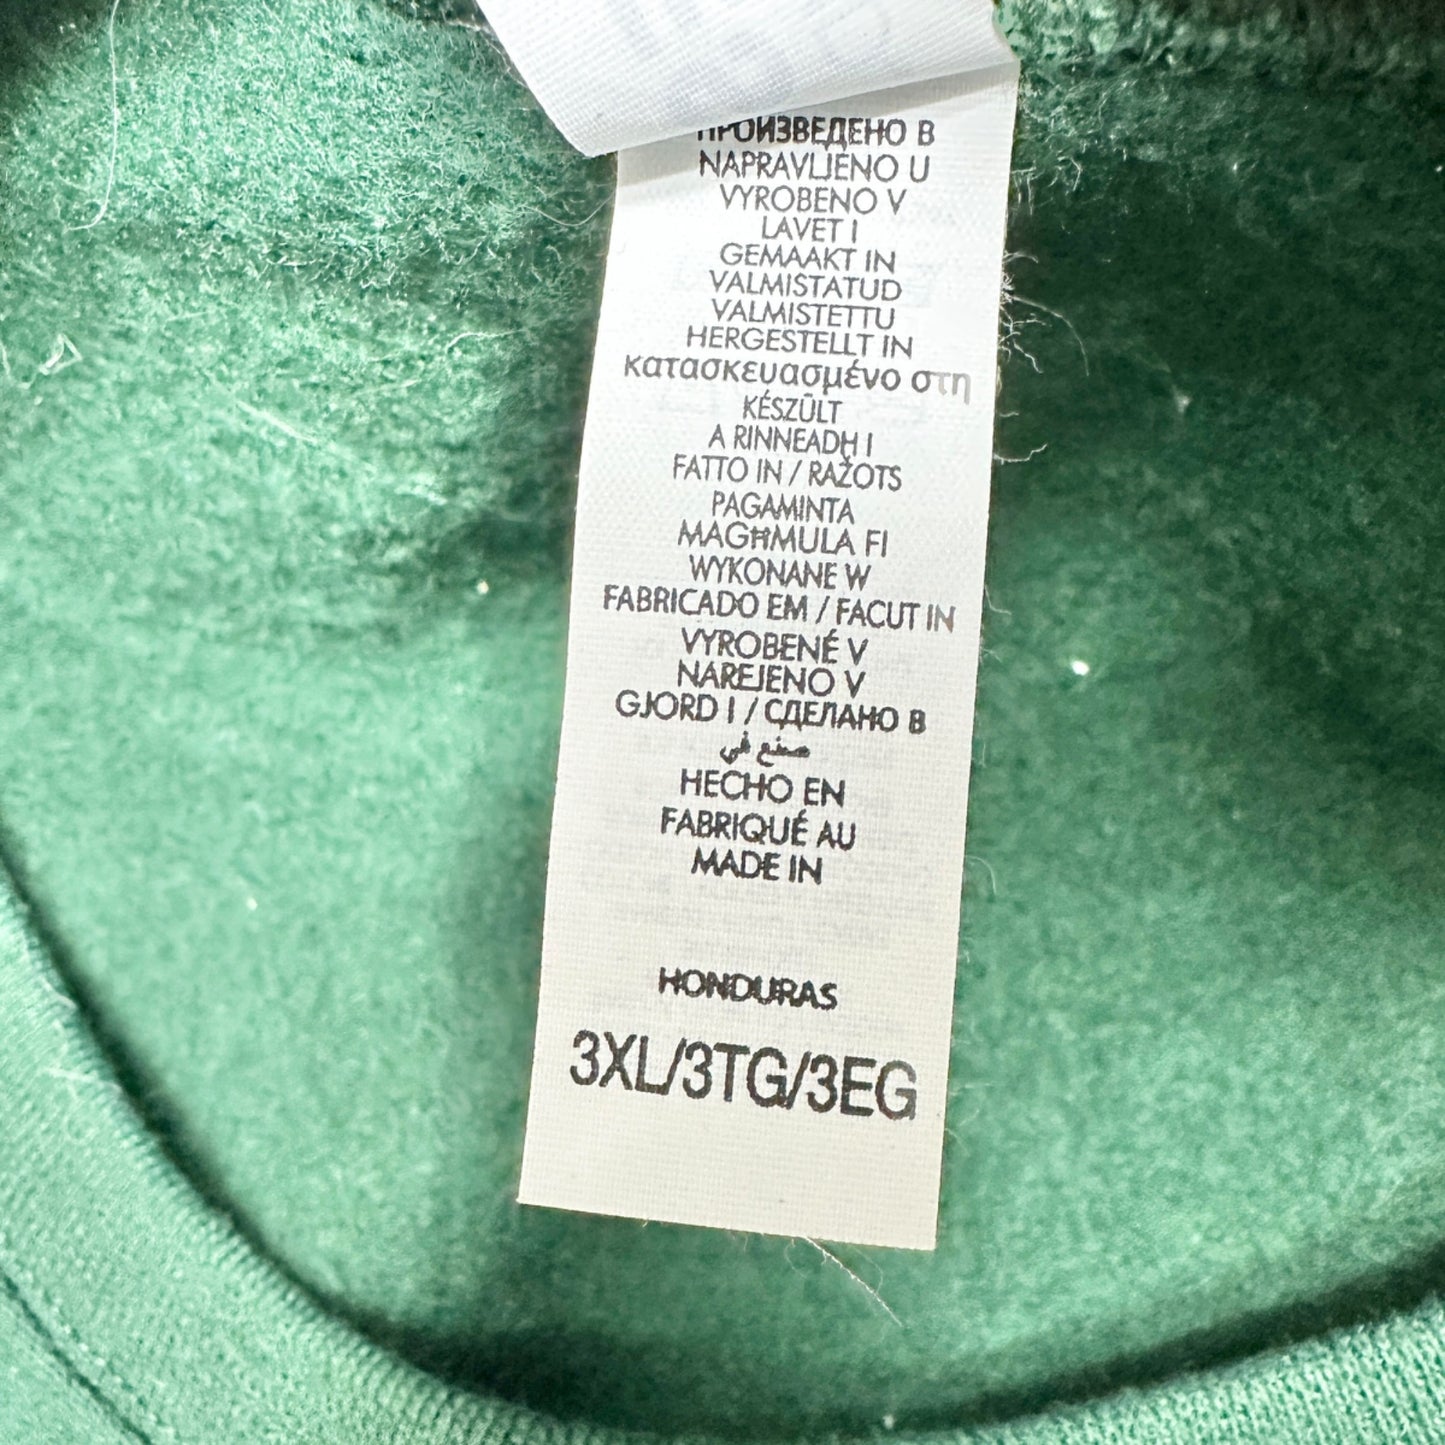 ПРОИЗВЕДЕНО В
NAPRAVLJENO U
VYROBENO V
LAVET I
GEMAAKT IN
VALMISTATUD
VALMISTETTU
HERGESTELLT IN
κατασκευασμένο στη
KÉSZÜLT
A RINNEADH I
FATTO IN / RAŽOTS
PAGAMINTA
MAGĦMULA FI
WYKONANE W
FABRICADO EM / FACUT IN
VYROBENÉ V
NAREJENO V
GJORD I / СДЕЛАНО В
صنع في
HECHO EN
FABRIQUÉ AU
MADE IN
HONDURAS
3XL/3TG/3EG